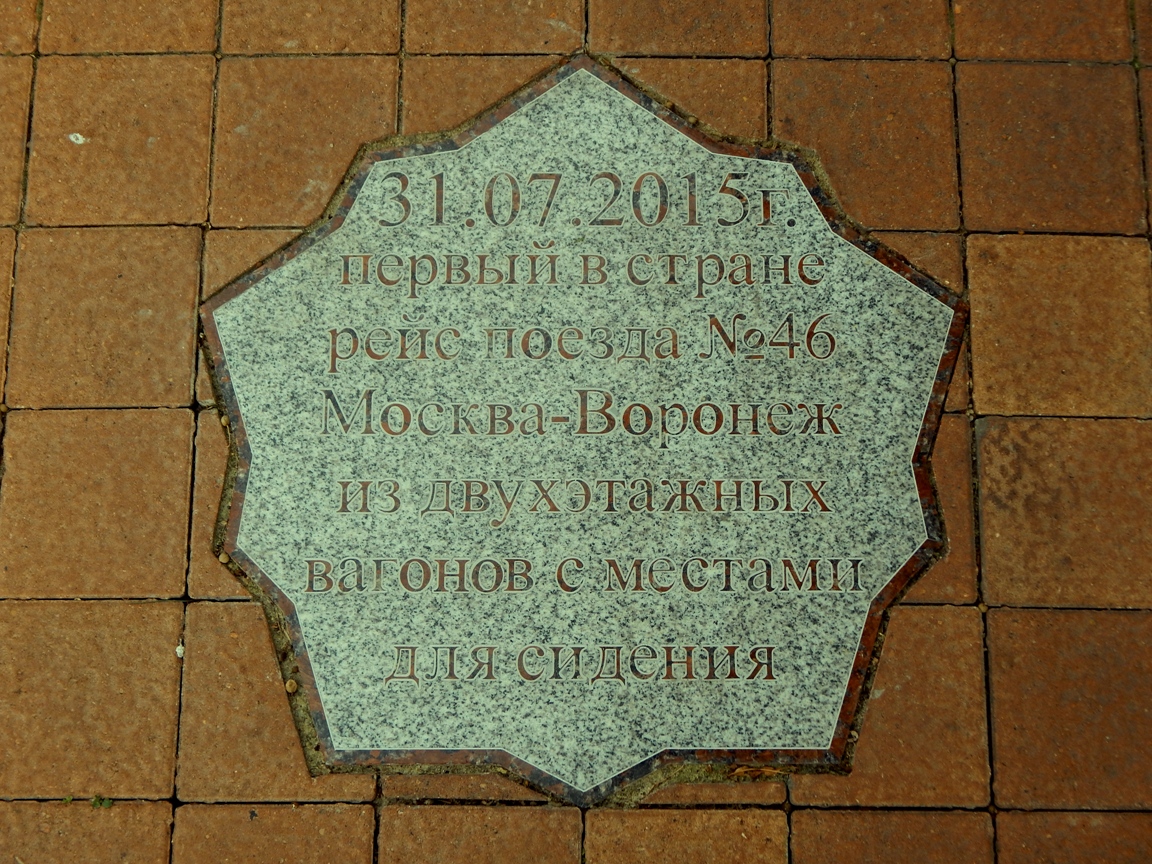 31.07.2015г.
первый в стране
рейс поезда №46
Москва-Воронеж
из двухэтажных
вагонов с местами
для сидения